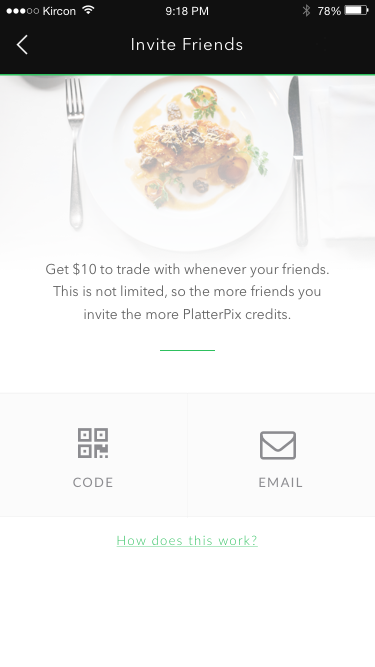 Kircon 9:18 PM 78%
Invite Friends
Get $10 to trade with whenever your friends.
This is not limited, so the more friends you
invite the more PlatterPix credits.
CODE EMAIL
How does this work?